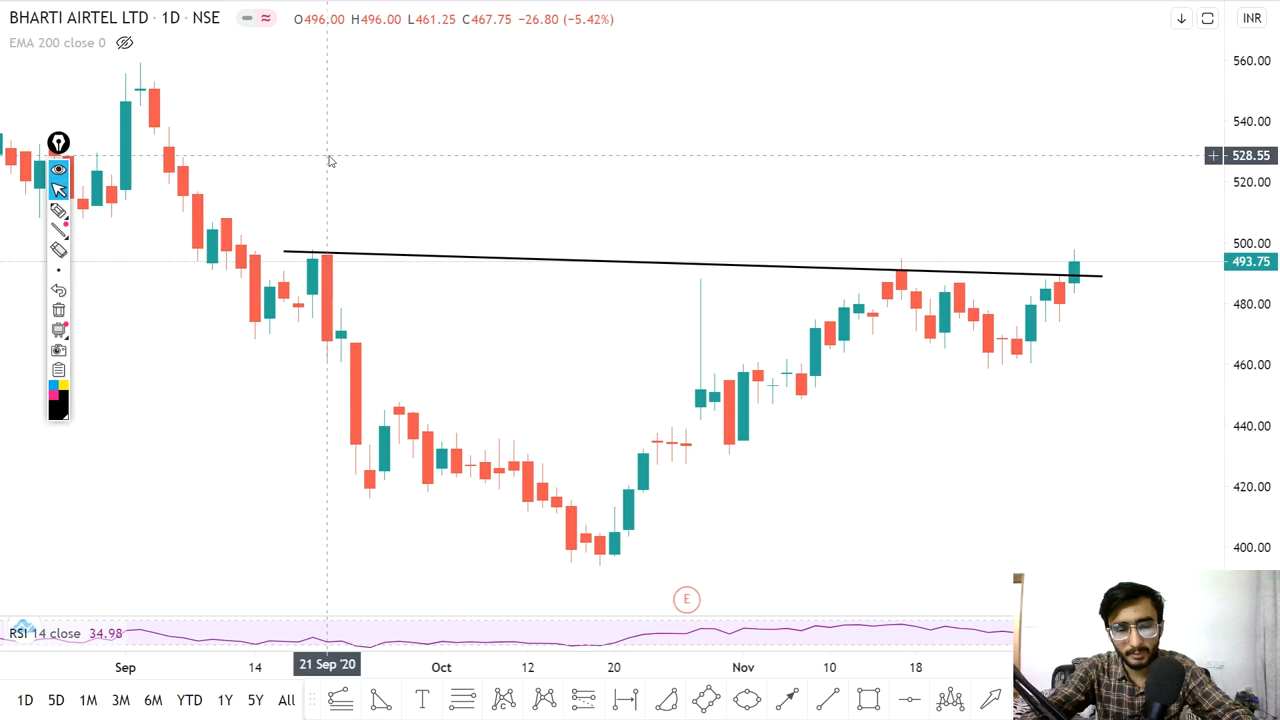 BHARTI AIRTEL LTD · 1D · NSE O496.00 H496.00 L461.25 C467.75 −26.80 (−5.42%) INR
EMA 200 close 0
560.00
540.00
528.55
520.00
500.00
493.75
480.00
460.00
440.00
420.00
400.00
E
RSI 14 close 34.98
Sep 14 21 Sep '20 Oct 12 20 Nov 10 18
1D 5D 1M 3M 6M YTD 1Y 5Y All